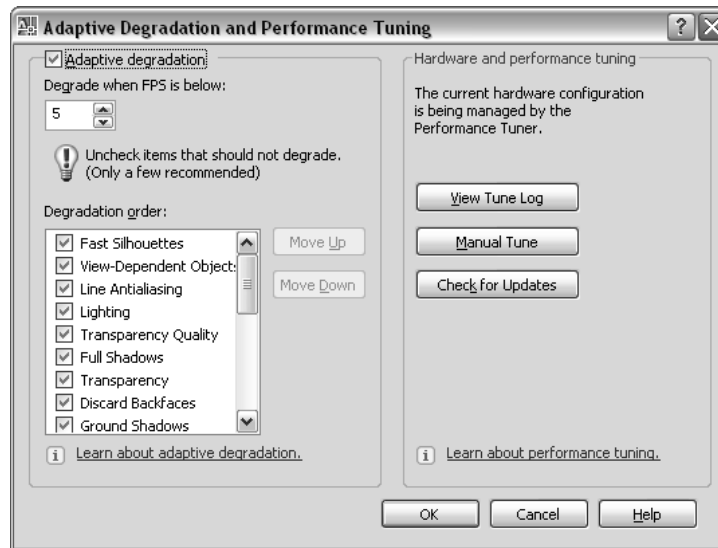 Adaptive Degradation and Performance Tuning
Adaptive degradation
Degrade when FPS is below:
5
Uncheck items that should not degrade.
(Only a few recommended)
Degradation order:
Fast Silhouettes
View-Dependent Object
Line Antialiasing
Lighting
Transparency Quality
Full Shadows
Transparency
Discard Backfaces
Ground Shadows
Move Up
Move Down
Learn about adaptive degradation.
Hardware and performance tuning
The current hardware configuration
is being managed by the
Performance Tuner.
View Tune Log
Manual Tune
Check for Updates
Learn about performance tuning.
OK
Cancel
Help